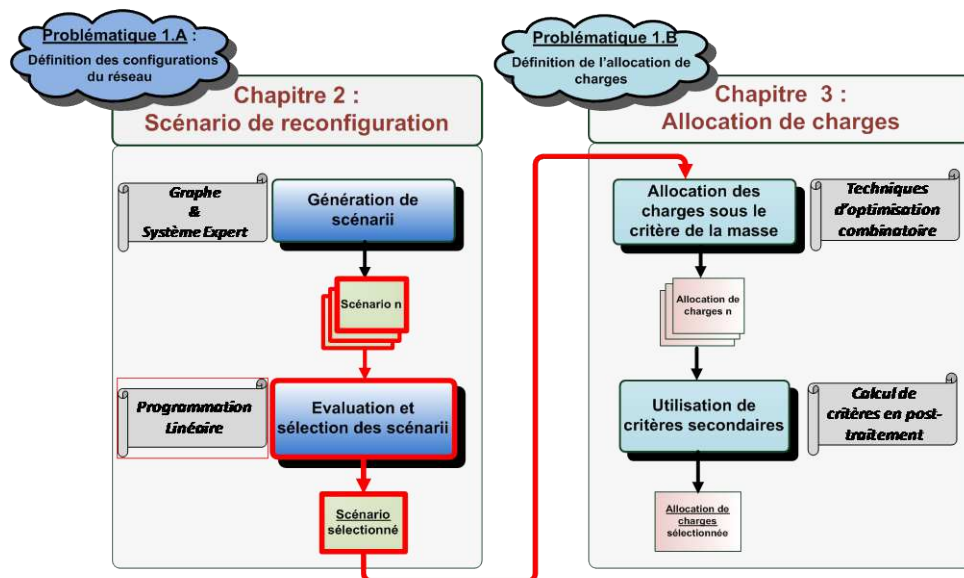 Problématique 1.A :
Définition des configurations
du réseau
Chapitre 2 :
Scénario de reconfiguration
Graphe
&
Système Expert
Génération de
scénarii
Scénario n
Programmation
Linéaire
Evaluation et
sélection des scénarii
Scénario
sélectionné
Problématique 1.B
Définition de l'allocation de
charges
Chapitre 3 :
Allocation de charges
Allocation des
charges sous le
critère de la masse
Techniques
d'optimisation
combinatoire
Allocation de
charges n
Utilisation de
critères secondaires
Calcul de
critères en post-
traitement
Allocation de
charges
sélectionnée